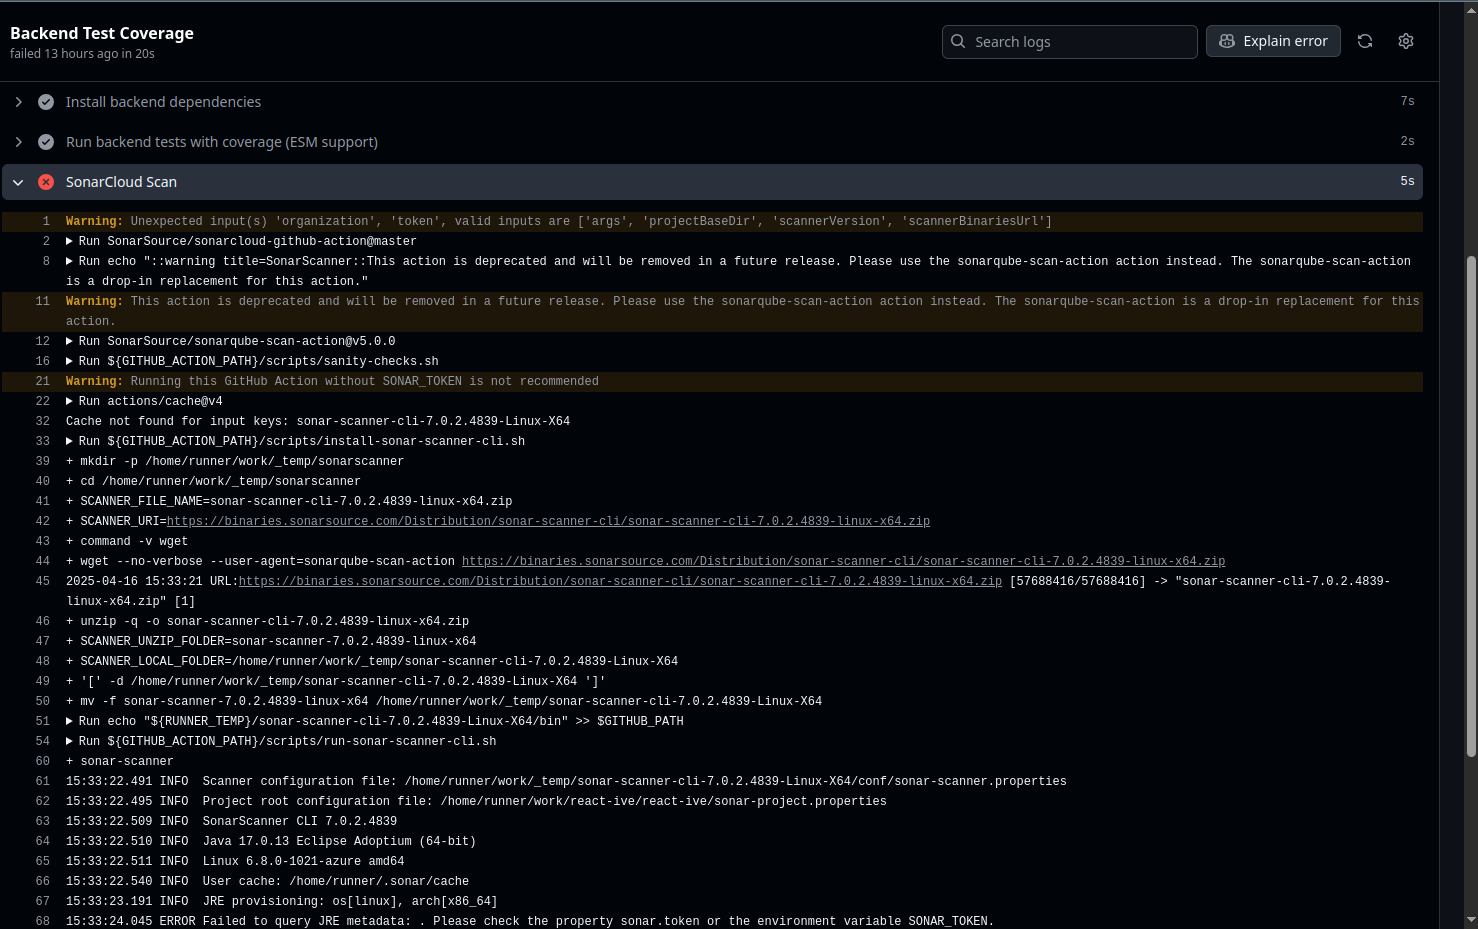 Backend Test Coverage
failed 13 hours ago in 20s
Search logs
Explain error
Install backend dependencies 7s
Run backend tests with coverage (ESM support) 2s
SonarCloud Scan 5s
1 Warning: Unexpected input(s) 'organization', 'token', valid inputs are ['args', 'projectBaseDir', 'scannerVersion', 'scannerBinariesUrl']
2 Run SonarSource/sonarcloud-github-action@master
8 Run echo "::warning title=SonarScanner::This action is deprecated and will be removed in a future release. Please use the sonarqube-scan-action action instead. The sonarqube-scan-action
is a drop-in replacement for this action."
11 Warning: This action is deprecated and will be removed in a future release. Please use the sonarqube-scan-action action instead. The sonarqube-scan-action is a drop-in replacement for this
action.
12 Run SonarSource/sonarqube-scan-action@v5.0.0
16 Run ${GITHUB_ACTION_PATH}/scripts/sanity-checks.sh
21 Warning: Running this GitHub Action without SONAR_TOKEN is not recommended
22 Run actions/cache@v4
32 Cache not found for input keys: sonar-scanner-cli-7.0.2.4839-Linux-X64
33 Run ${GITHUB_ACTION_PATH}/scripts/install-sonar-scanner-cli.sh
39 + mkdir -p /home/runner/work/_temp/sonarscanner
40 + cd /home/runner/work/_temp/sonarscanner
41 + SCANNER_FILE_NAME=sonar-scanner-cli-7.0.2.4839-linux-x64.zip
42 + SCANNER_URI=https://binaries.sonarsource.com/Distribution/sonar-scanner-cli/sonar-scanner-cli-7.0.2.4839-linux-x64.zip
43 + command -v wget
44 + wget --no-verbose --user-agent=sonarqube-scan-action https://binaries.sonarsource.com/Distribution/sonar-scanner-cli/sonar-scanner-cli-7.0.2.4839-linux-x64.zip
45 2025-04-16 15:33:21 URL:https://binaries.sonarsource.com/Distribution/sonar-scanner-cli/sonar-scanner-cli-7.0.2.4839-linux-x64.zip [57688416/57688416] -> "sonar-scanner-cli-7.0.2.4839-
linux-x64.zip" [1]
46 + unzip -q -o sonar-scanner-cli-7.0.2.4839-linux-x64.zip
47 + SCANNER_UNZIP_FOLDER=sonar-scanner-7.0.2.4839-linux-x64
48 + SCANNER_LOCAL_FOLDER=/home/runner/work/_temp/sonar-scanner-cli-7.0.2.4839-Linux-X64
49 + '[' -d /home/runner/work/_temp/sonar-scanner-cli-7.0.2.4839-Linux-X64 ']'
50 + mv -f sonar-scanner-7.0.2.4839-linux-x64 /home/runner/work/_temp/sonar-scanner-cli-7.0.2.4839-Linux-X64
51 Run echo "${RUNNER_TEMP}/sonar-scanner-cli-7.0.2.4839-Linux-X64/bin" >> $GITHUB_PATH
54 Run ${GITHUB_ACTION_PATH}/scripts/run-sonar-scanner-cli.sh
60 + sonar-scanner
61 15:33:22.491 INFO  Scanner configuration file: /home/runner/work/_temp/sonar-scanner-cli-7.0.2.4839-Linux-X64/conf/sonar-scanner.properties
62 15:33:22.495 INFO  Project root configuration file: /home/runner/work/react-ive/react-ive/sonar-project.properties
63 15:33:22.509 INFO  SonarScanner CLI 7.0.2.4839
64 15:33:22.510 INFO  Java 17.0.13 Eclipse Adoptium (64-bit)
65 15:33:22.511 INFO  Linux 6.8.0-1021-azure amd64
66 15:33:22.540 INFO  User cache: /home/runner/.sonar/cache
67 15:33:23.191 INFO  JRE provisioning: os[linux], arch[x86_64]
68 15:33:24.045 ERROR Failed to query JRE metadata: . Please check the property sonar.token or the environment variable SONAR_TOKEN.